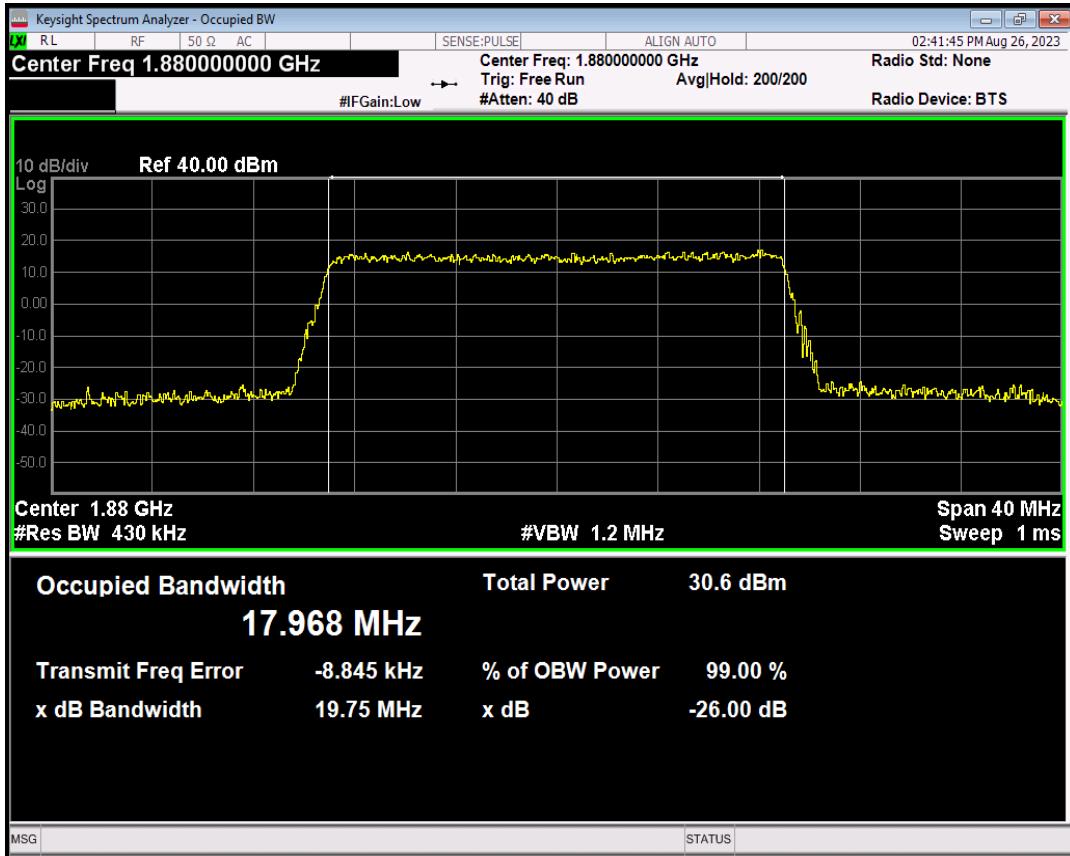 Keysight Spectrum Analyzer - Occupied BW
LXI RL RF 50 Ω AC SENSE:PULSE ALIGN AUTO 02:41:45 PM Aug 26, 2023
Center Freq 1.880000000 GHz Center Freq: 1.880000000 GHz Radio Std: None
Trig: Free Run Avg|Hold: 200/200
#IFGain:Low #Atten: 40 dB Radio Device: BTS
10 dB/div Ref 40.00 dBm
Log
30.0
20.0
10.0
0.00
-10.0
-20.0
-30.0
-40.0
-50.0
Center 1.88 GHz Span 40 MHz
#Res BW 430 kHz #VBW 1.2 MHz Sweep 1 ms
Occupied Bandwidth Total Power 30.6 dBm
17.968 MHz
Transmit Freq Error -8.845 kHz % of OBW Power 99.00 %
x dB Bandwidth 19.75 MHz x dB -26.00 dB
MSG STATUS